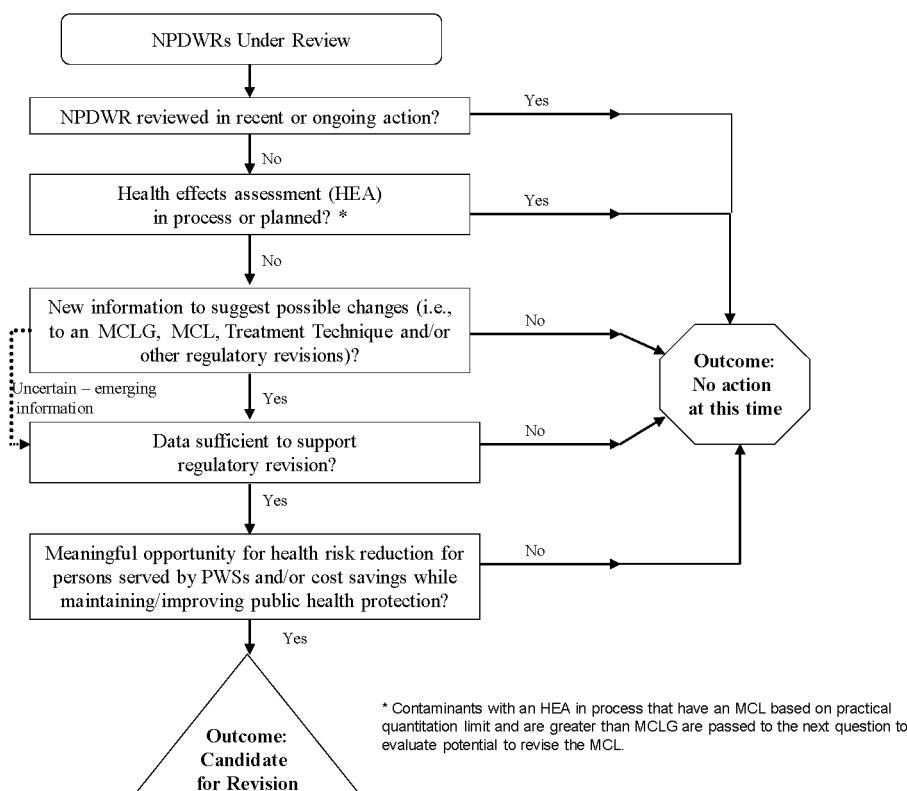 NPDWRs Under Review
NPDWR reviewed in recent or ongoing action?
Yes
No
Health effects assessment (HEA)
in process or planned? *
Yes
No
New information to suggest possible changes (i.e.,
to an MCLG, MCL, Treatment Technique and/or
other regulatory revisions)?
No
Uncertain – emerging
information
Yes
Outcome:
No action
at this time
Data sufficient to support
regulatory revision?
No
Yes
Meaningful opportunity for health risk reduction for
persons served by PWSs and/or cost savings while
maintaining/improving public health protection?
No
Yes
Outcome:
Candidate
for Revision
* Contaminants with an HEA in process that have an MCL based on practical
quantitation limit and are greater than MCLG are passed to the next question to
evaluate potential to revise the MCL.